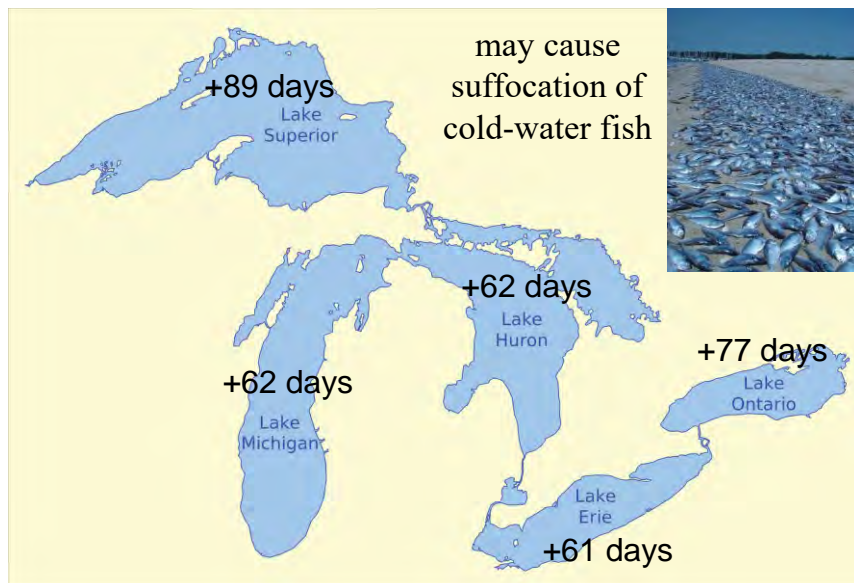 may cause
suffocation of
cold-water fish
+89 days
Lake
Superior
+62 days
Lake
Huron
+77 days
Lake
Ontario
+62 days
Lake
Michigan
Lake
Erie
+61 days